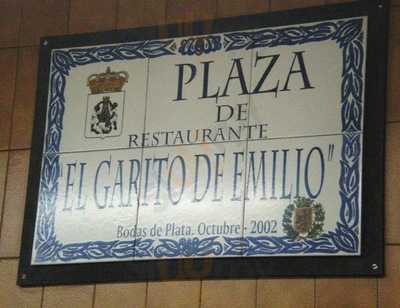 PLAZA
DE
RESTAURANTE
"EL GARITO DE EMILIO"
Bodas de Plata. Octubre - 2002